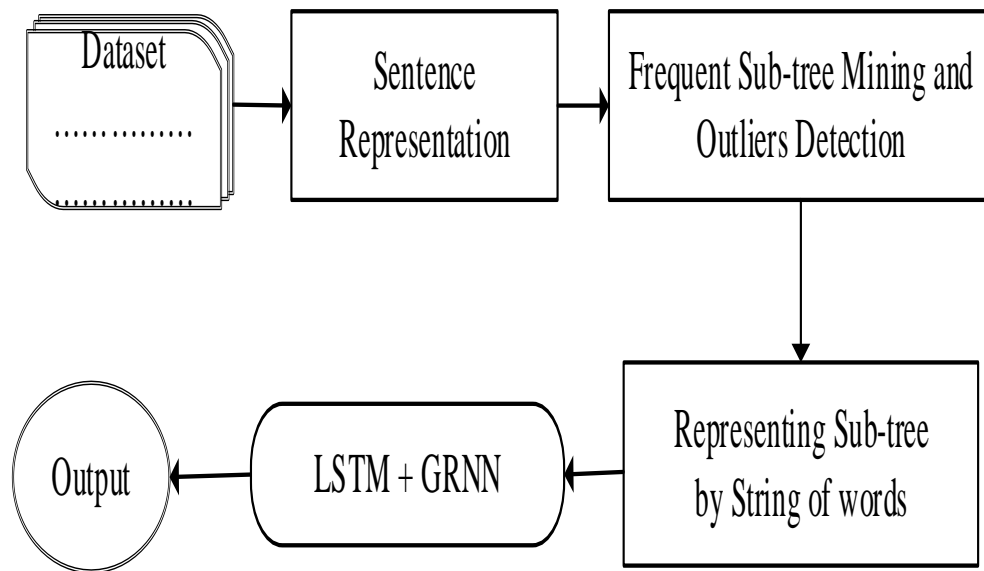 Dataset
Sentence
Representation
Frequent Sub-tree Mining and
Outliers Detection
Representing Sub-tree
by String of words
LSTM + GRNN
Output